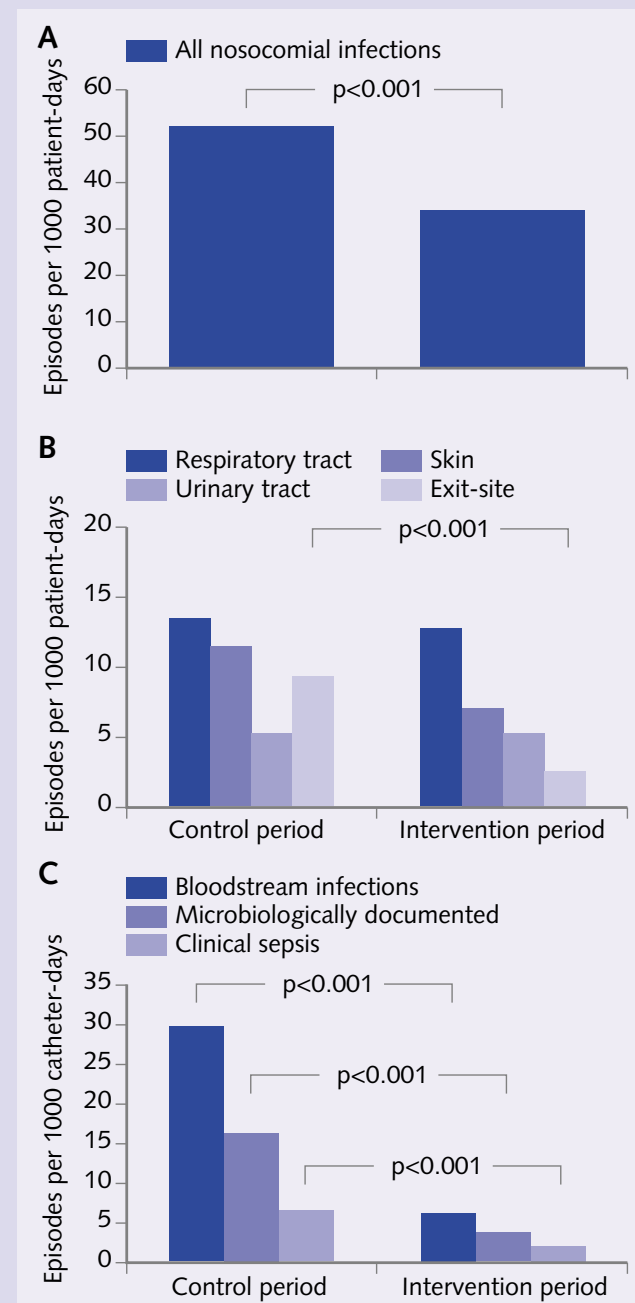 A
All nosocomial infections
Episodes per 1000 patient-days
60
50
40
30
20
10
0
p<0.001
B
Respiratory tract Skin
Urinary tract Exit-site
Episodes per 1000 patient-days
20
15
10
5
0
p<0.001
Control period Intervention period
C
Bloodstream infections
Microbiologically documented
Clinical sepsis
Episodes per 1000 catheter-days
35
30
25
20
15
10
5
0
p<0.001
p<0.001
p<0.001
Control period Intervention period